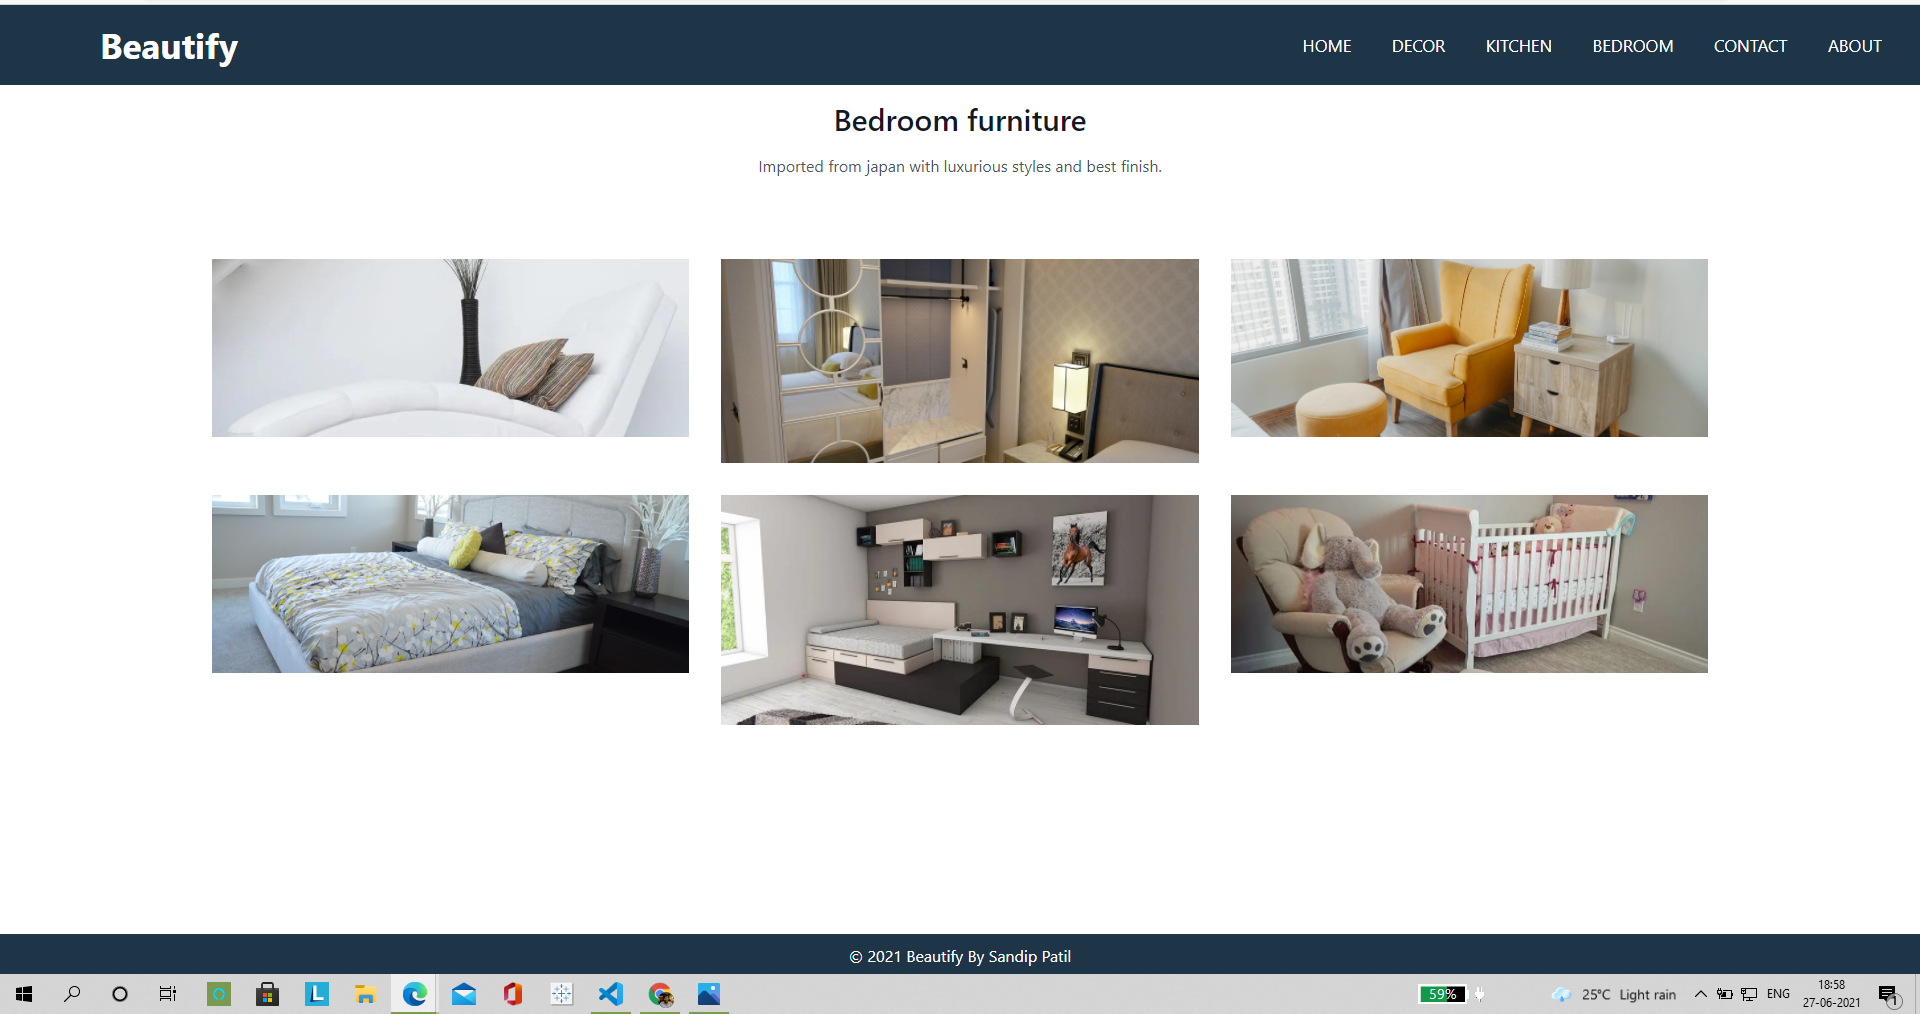 Beautify
HOME DECOR KITCHEN BEDROOM CONTACT ABOUT
Bedroom furniture
Imported from japan with luxurious styles and best finish.
© 2021 Beautify By Sandip Patil
L
59%
25°C Light rain
ENG
18:58
27-06-2021
1